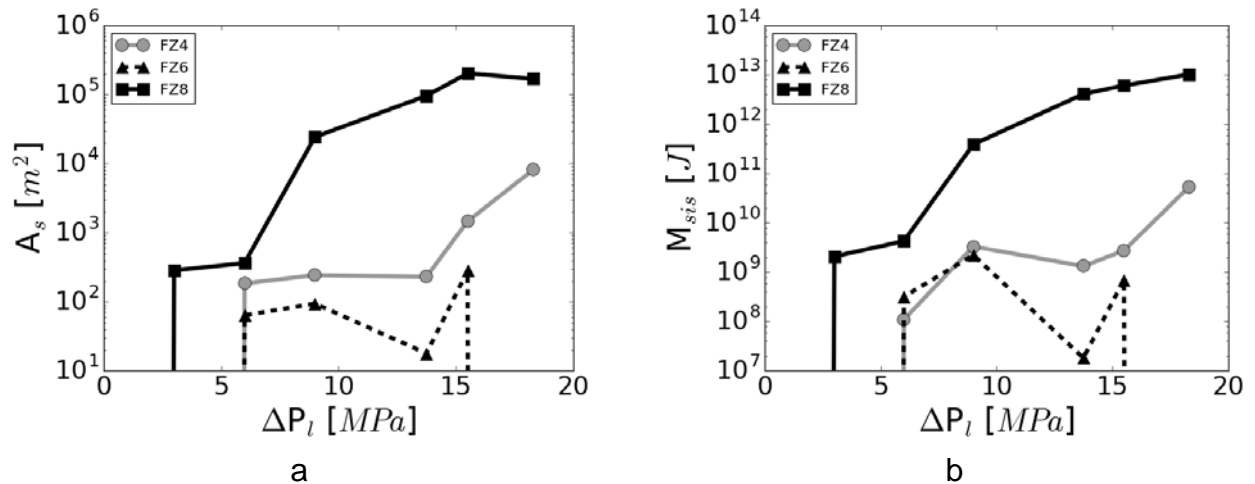 10^6
10^5
10^4
10^3
10^2
10^1
A_s [m^2]
FZ4
FZ6
FZ8
0 5 10 15 20
ΔP_l [MPa]
a
10^14
10^13
10^12
10^11
10^10
10^9
10^8
10^7
M_sis [J]
FZ4
FZ6
FZ8
0 5 10 15 20
ΔP_l [MPa]
b